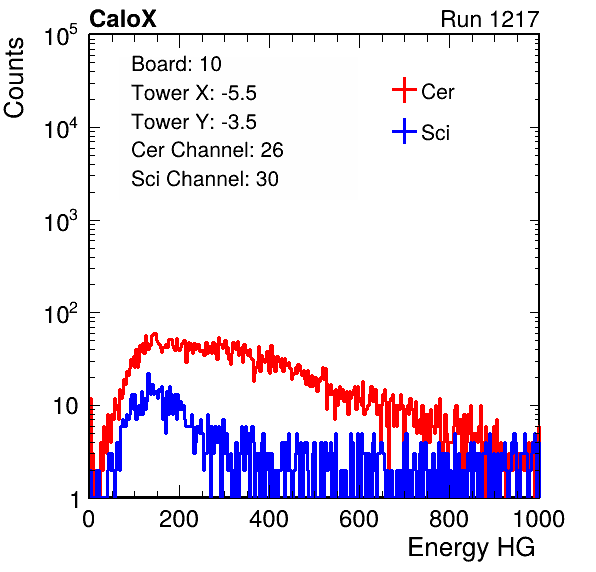 CaloX Run 1217
Counts
Board: 10
Tower X: -5.5
Tower Y: -3.5
Cer Channel: 26
Sci Channel: 30
Cer
Sci
10^5
10^4
10^3
10^2
10
1
0 200 400 600 800 1000
Energy HG